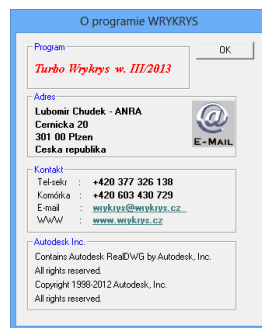 O programie WRYKRYS
Program
OK
Turbo Wrykrys w. III/2013
Adres
Lubomir Chudek - ANRA
Cernicka 20
301 00 Plzen
Ceska republika
E-MAIL
Kontakt
Tel-sekr : +420 377 326 138
Komórka : +420 603 430 729
E-mail : wrykrys@wrykrys.cz
WWW : www.wrykrys.cz
Autodesk Inc.
Contains Autodesk RealDWG by Autodesk, Inc.
All rights reserved.
Copyright 1998-2012 Autodesk, Inc.
All rights reserved.